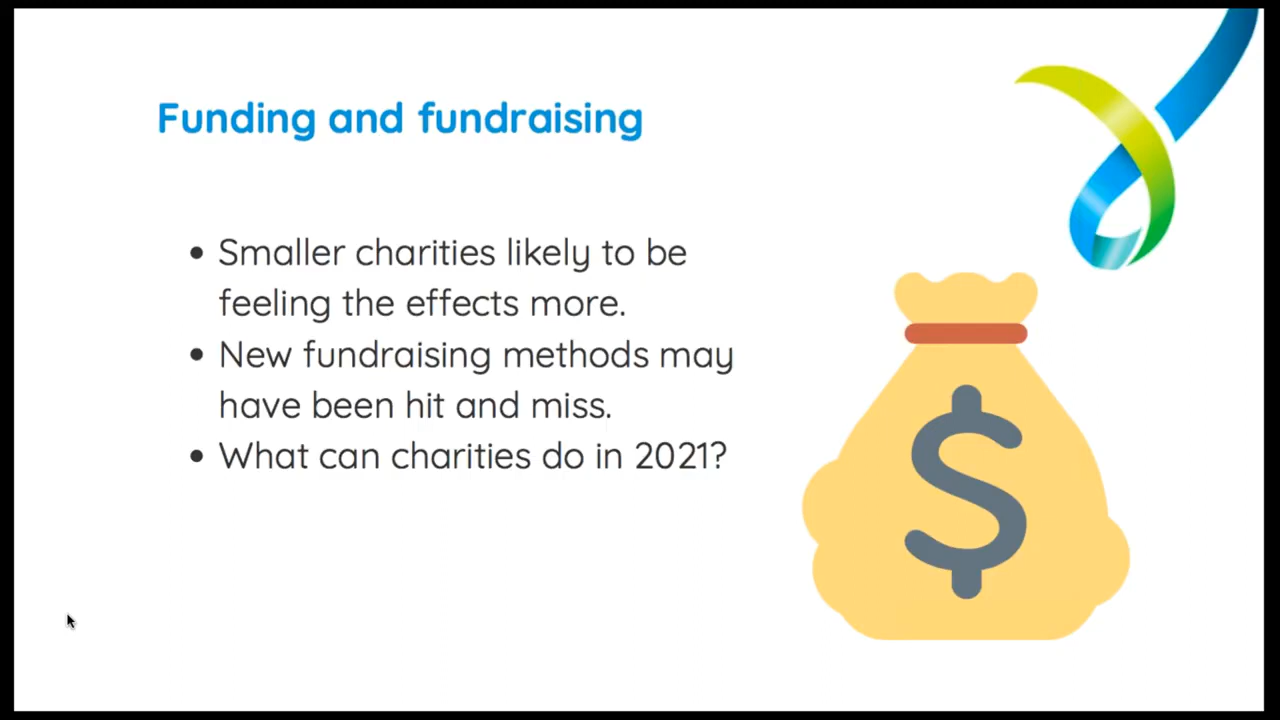 Funding and fundraising
• Smaller charities likely to be
feeling the effects more.
• New fundraising methods may
have been hit and miss.
• What can charities do in 2021?
$